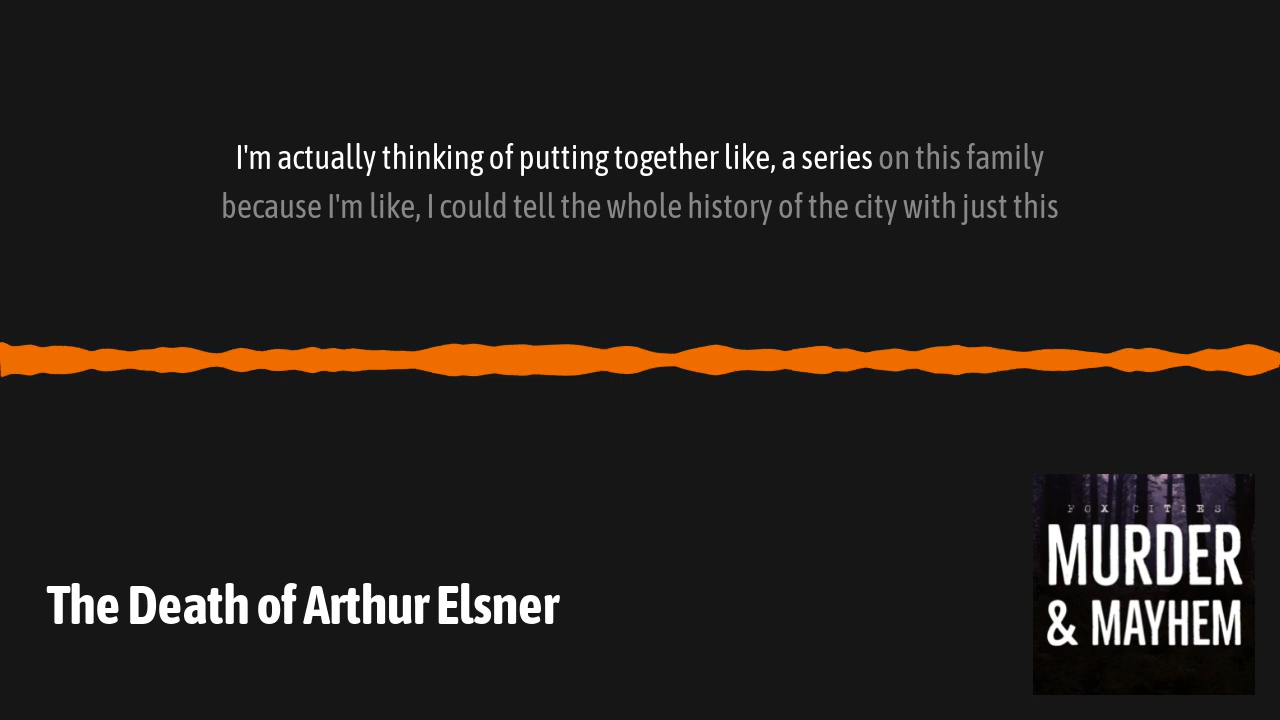 I'm actually thinking of putting together like, a series on this family
because I'm like, I could tell the whole history of the city with just this
The Death of Arthur Elsner
FOX CITIES
MURDER
& MAYHEM